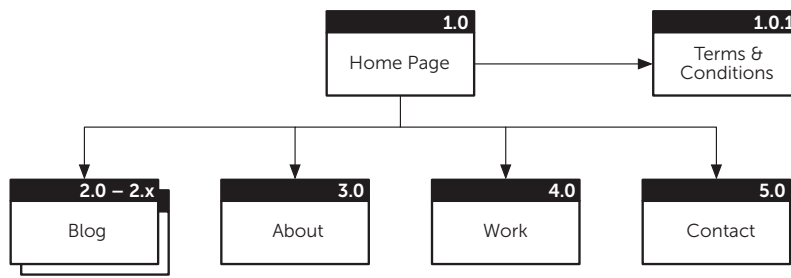 1.0
Home Page
1.0.1
Terms &
Conditions
2.0 – 2.x
Blog
3.0
About
4.0
Work
5.0
Contact